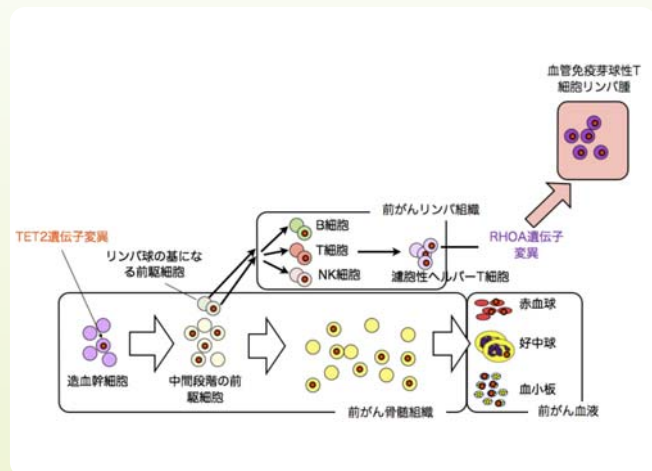 血管免疫芽球性T
細胞リンパ腫
前がんリンパ組織
B細胞
TET2遺伝子変異
RHOA遺伝子
変異
リンパ球の基にな
る前駆細胞
T細胞
NK細胞
濾胞性ヘルパーT細胞
赤血球
好中球
造血幹細胞
中間段階の前
駆細胞
血小板
前がん骨髄組織
前がん血液